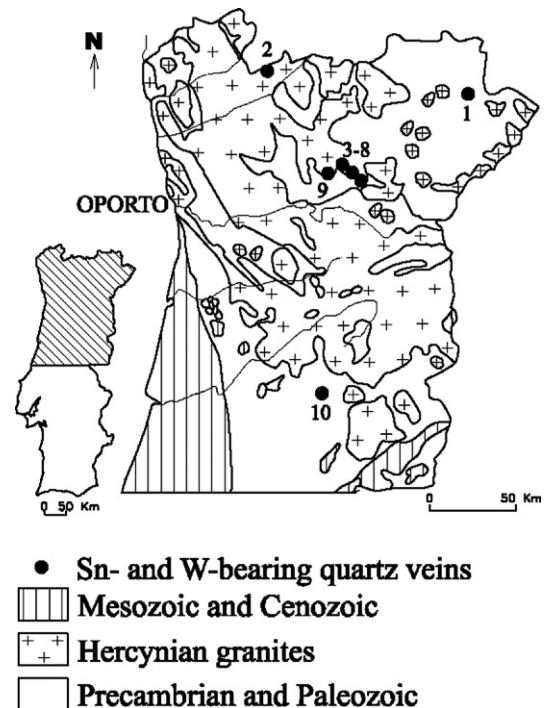 N
2
1
3-8
9
OPORTO
10
0 50 Km
0 50
Km
Sn- and W-bearing quartz veins
Mesozoic and Cenozoic
Hercynian granites
Precambrian and Paleozoic